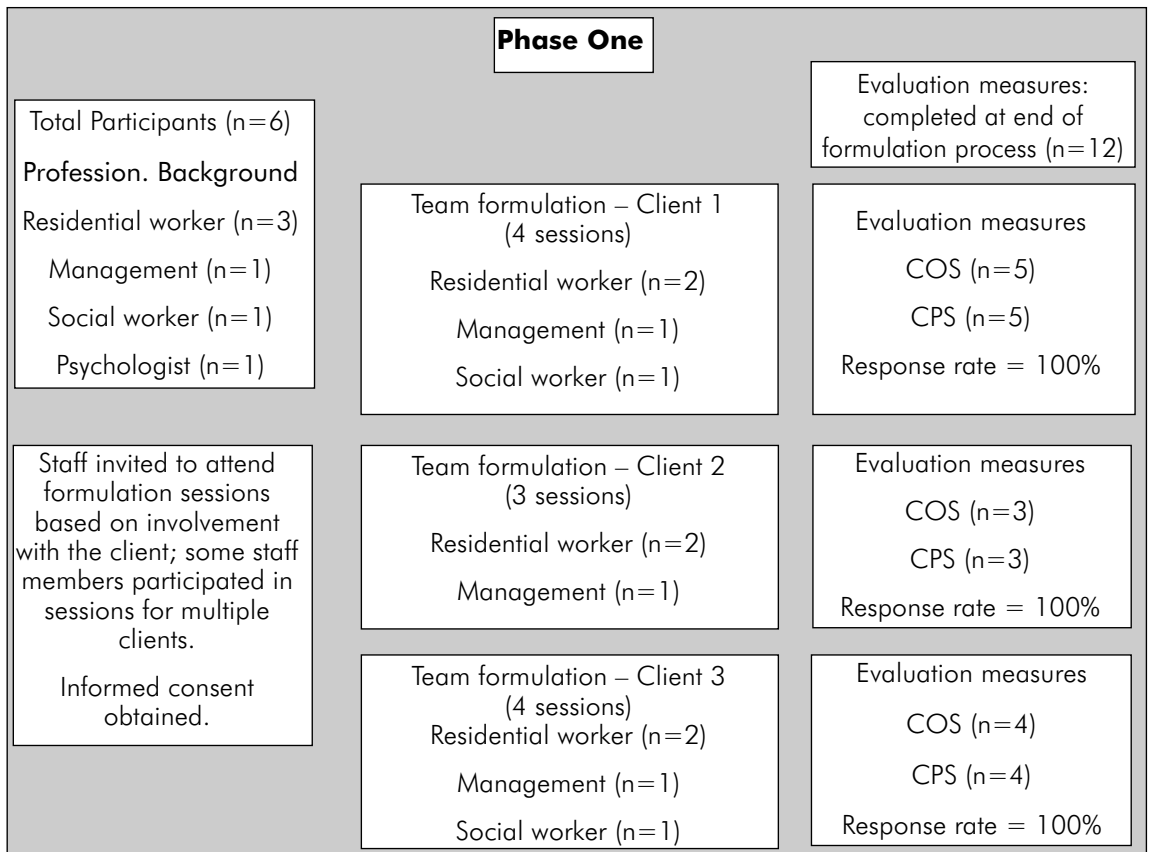 Phase One
Total Participants (n=6)
Profession. Background
Residential worker (n=3)
Management (n=1)
Social worker (n=1)
Psychologist (n=1)
Staff invited to attend
formulation sessions
based on involvement
with the client; some staff
members participated in
sessions for multiple
clients.
Informed consent
obtained.
Team formulation – Client 1
(4 sessions)
Residential worker (n=2)
Management (n=1)
Social worker (n=1)
Team formulation – Client 2
(3 sessions)
Residential worker (n=2)
Management (n=1)
Team formulation – Client 3
(4 sessions)
Residential worker (n=2)
Management (n=1)
Social worker (n=1)
Evaluation measures:
completed at end of
formulation process (n=12)
Evaluation measures
COS (n=5)
CPS (n=5)
Response rate = 100%
Evaluation measures
COS (n=3)
CPS (n=3)
Response rate = 100%
Evaluation measures
COS (n=4)
CPS (n=4)
Response rate = 100%